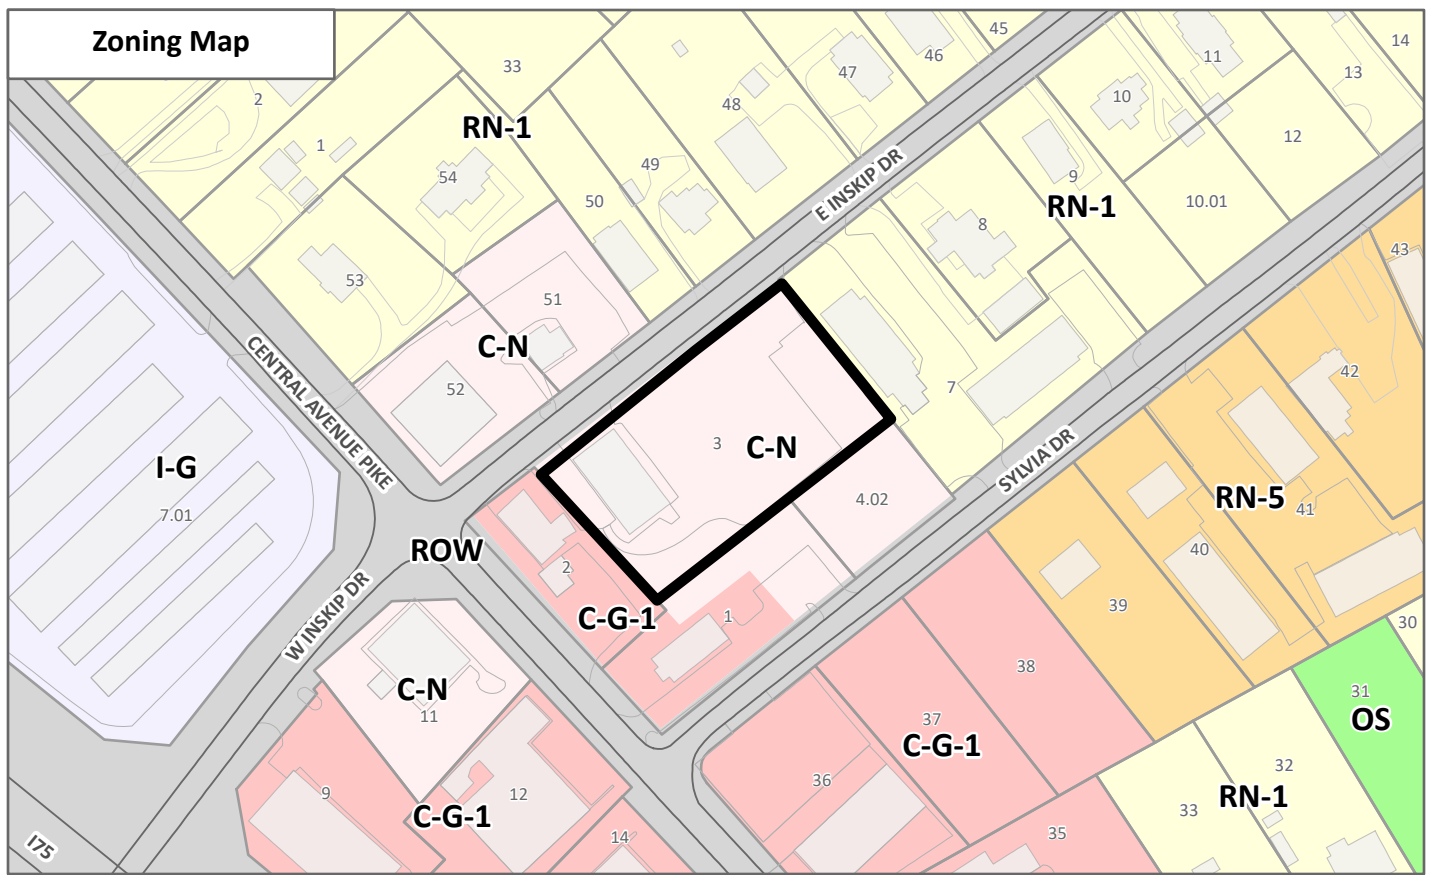 Zoning Map
45
14
46
11
33
13
47
2
10
48
RN-1
12
1
49
E INSKIP DR
9
54
50
RN-1
10.01
8
43
53
51
C-N
CENTRAL AVENUE PIKE
42
52
7
3
C-N
SYLVIA DR
I-G
4.02
RN-5
7.01
41
ROW
40
2
39
W INSKIP DR
C-G-1
1
30
38
C-N
31
11
37
OS
C-G-1
32
36
9
12
RN-1
C-G-1
33
35
14
I75